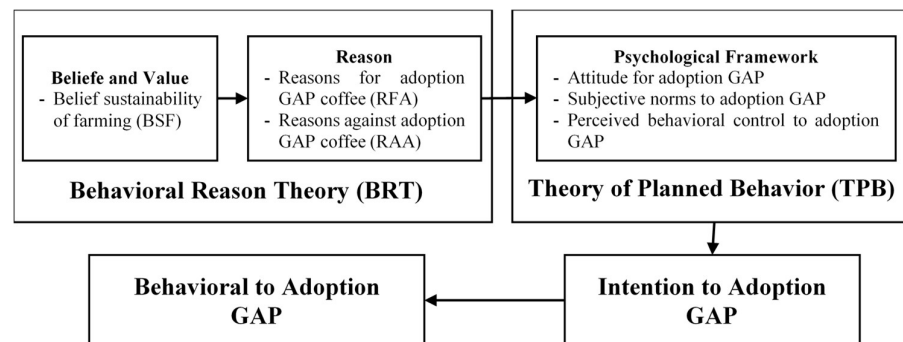 Beliefe and Value
- Belief sustainability
of farming (BSF)
Reason
- Reasons for adoption
GAP coffee (RFA)
- Reasons against adoption
GAP coffee (RAA)
Behavioral Reason Theory (BRT)
Psychological Framework
- Attitude for adoption GAP
- Subjective norms to adoption GAP
- Perceived behavioral control to adoption
GAP
Theory of Planned Behavior (TPB)
Behavioral to Adoption
GAP
Intention to Adoption
GAP